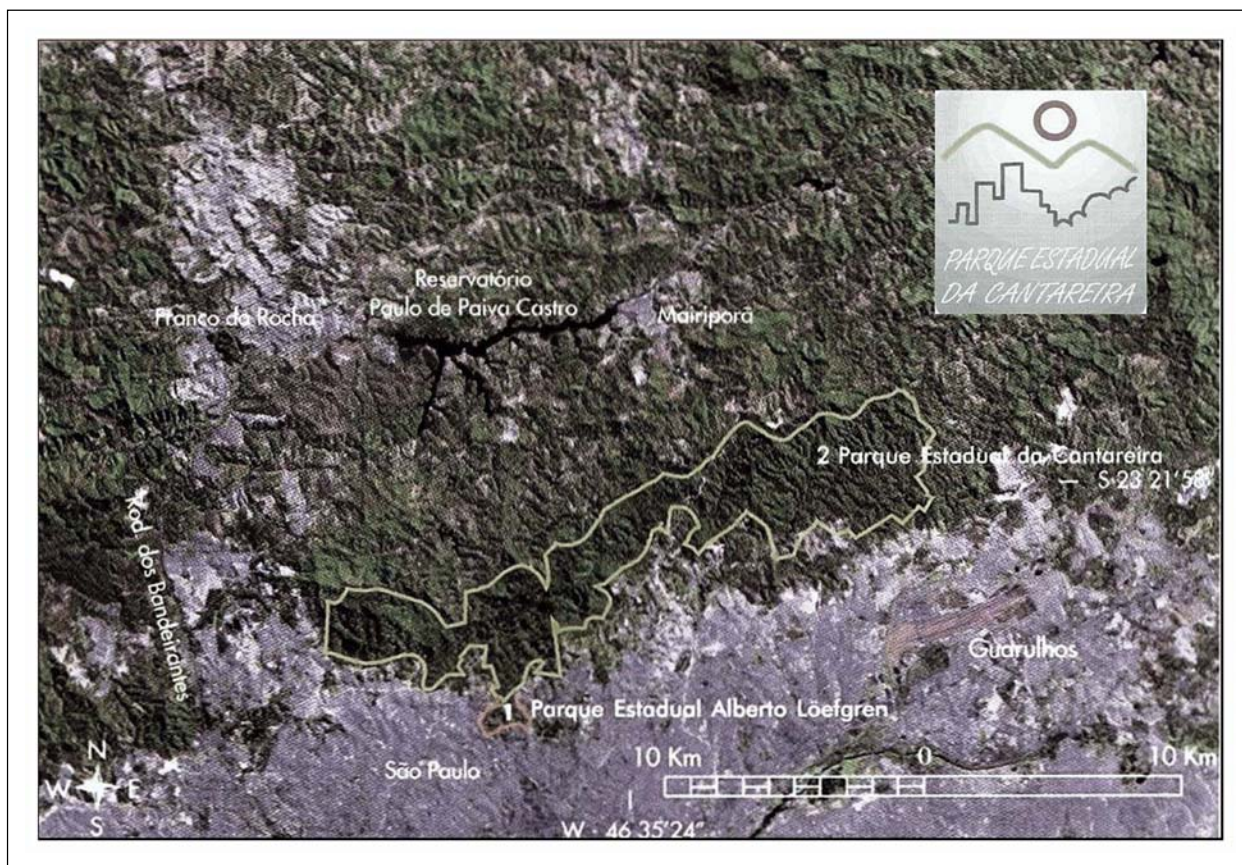 PARQUE ESTADUAL
DA CANTAREIRA
Reservatório
Paulo de Paiva Castro
Franco da Rocha
Mairiporã
2 Parque Estadual da Cantareira
S 23 21'58"
Rod. dos Bandeirantes
Guarulhos
1 Parque Estadual Alberto Löefgren
N
W E
S
São Paulo
10 Km 0 10 Km
W - 46 35'24"